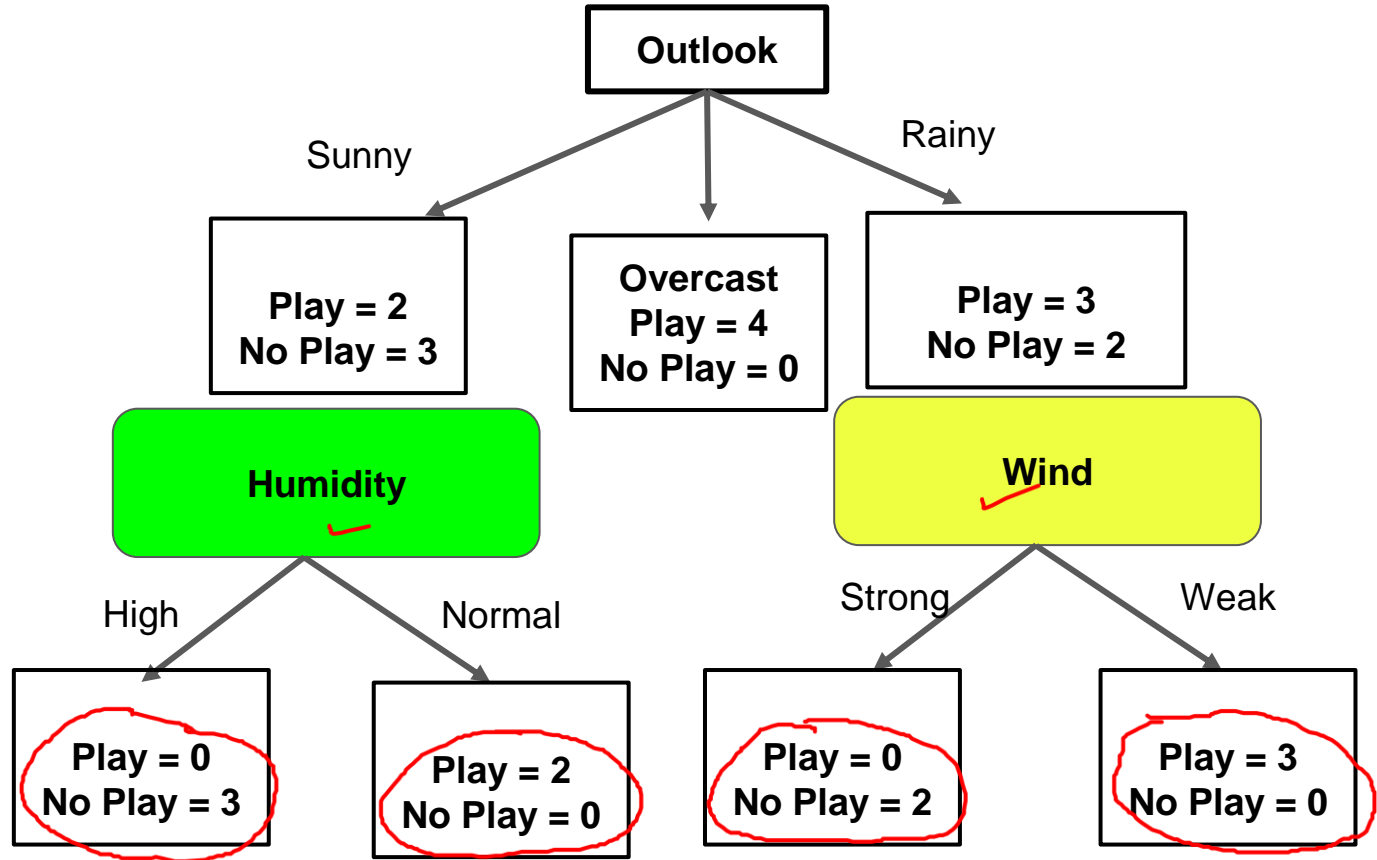 Outlook
Sunny
Rainy
Play = 2
No Play = 3
Overcast
Play = 4
No Play = 0
Play = 3
No Play = 2
Humidity
Wind
High
Normal
Strong
Weak
Play = 0
No Play = 3
Play = 2
No Play = 0
Play = 0
No Play = 2
Play = 3
No Play = 0